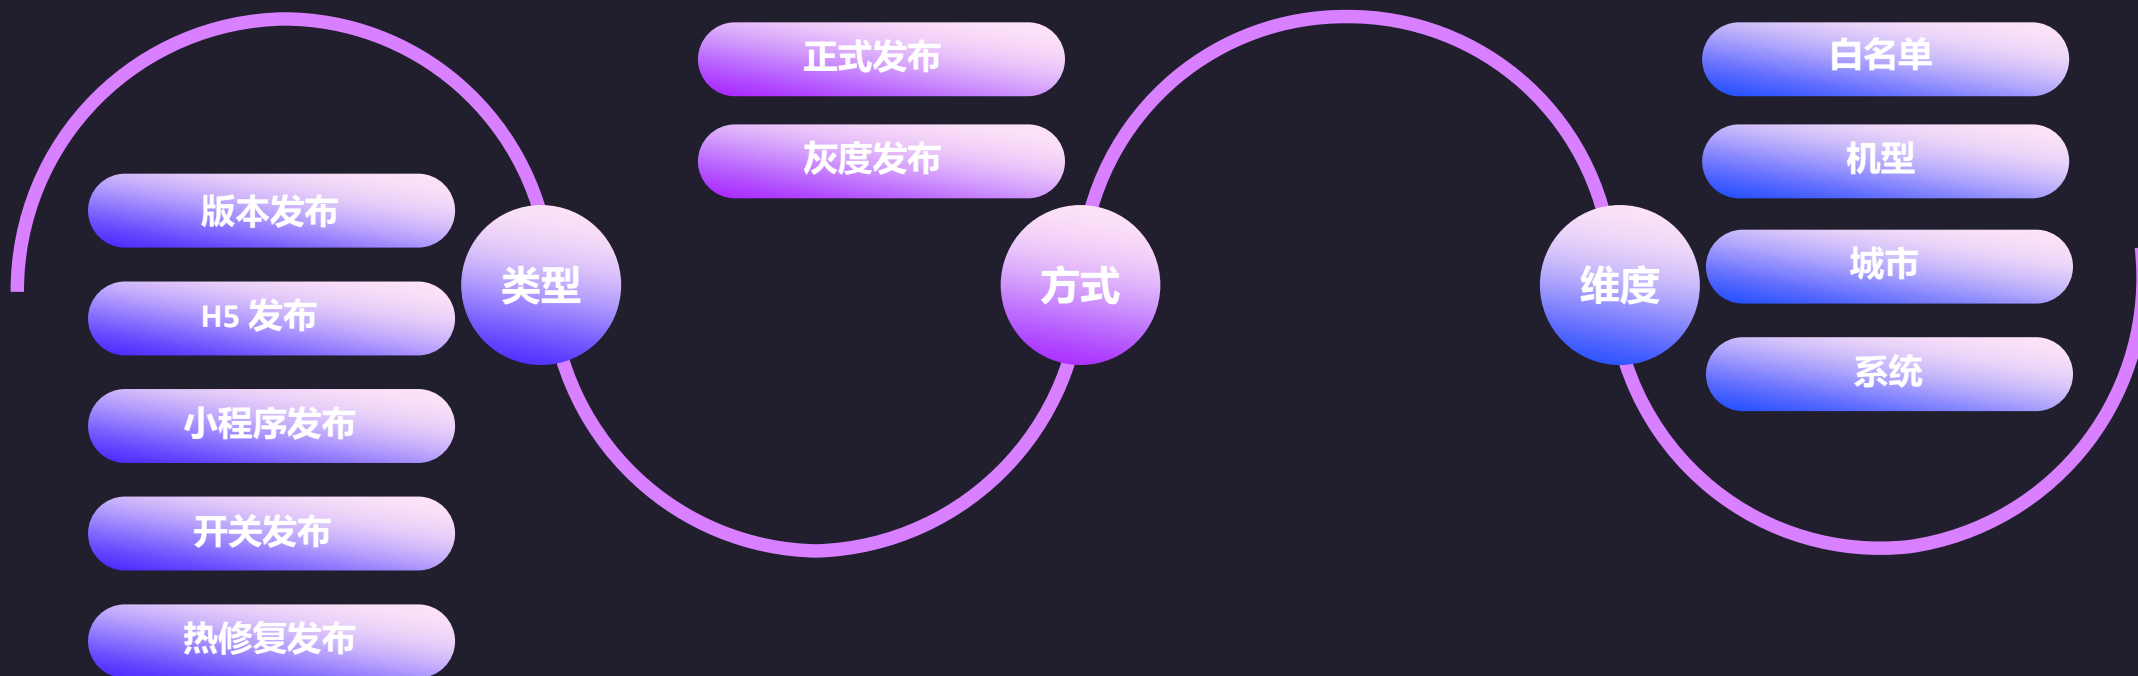 版本发布
H5 发布
小程序发布
开关发布
热修复发布
类型
正式发布
灰度发布
方式
维度
白名单
机型
城市
系统